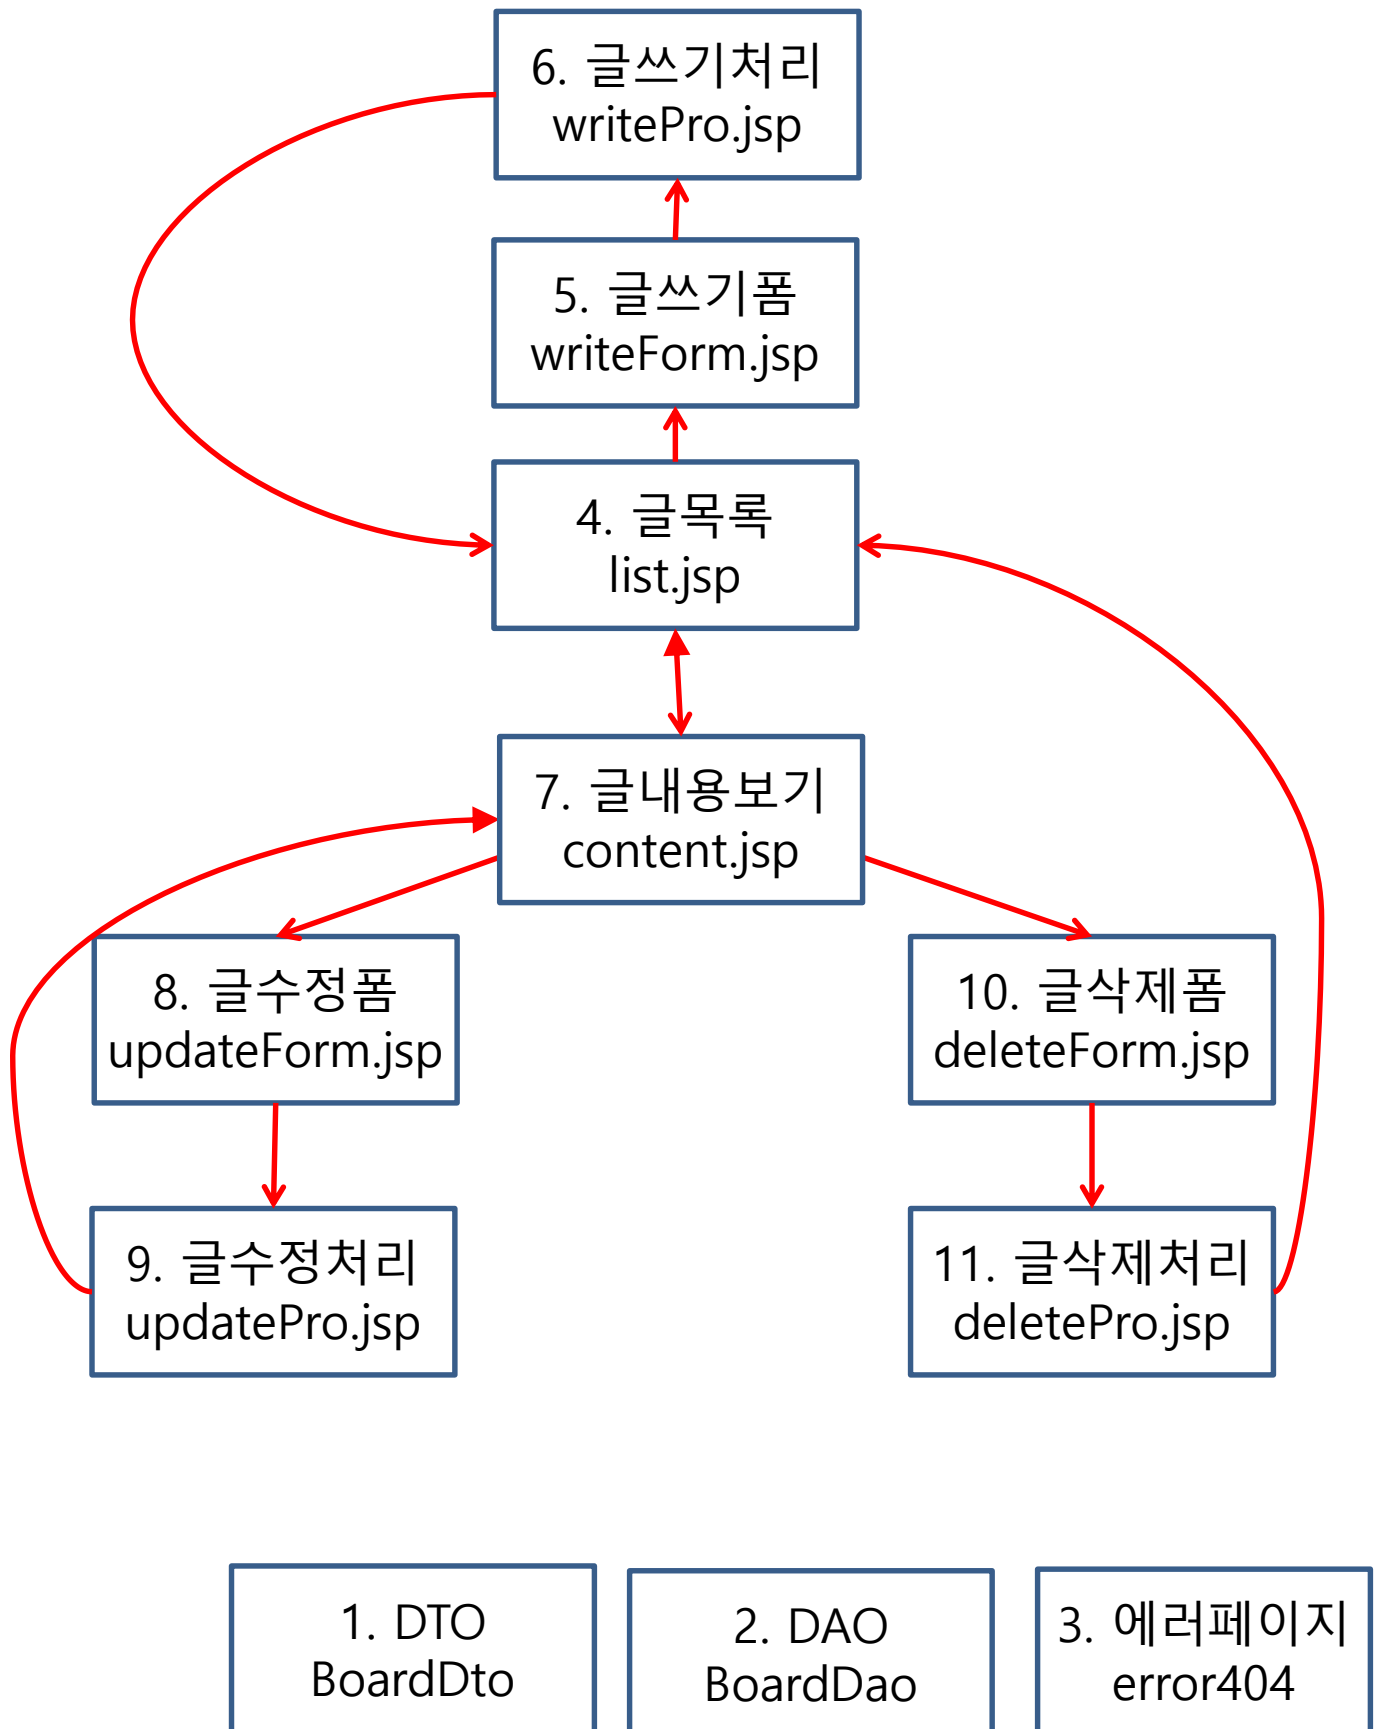 6. 글쓰기처리
writePro.jsp
5. 글쓰기폼
writeForm.jsp
4. 글목록
list.jsp
7. 글내용보기
content.jsp
8. 글수정폼
updateForm.jsp
10. 글삭제폼
deleteForm.jsp
9. 글수정처리
updatePro.jsp
11. 글삭제처리
deletePro.jsp
1. DTO
BoardDto
2. DAO
BoardDao
3. 에러페이지
error404